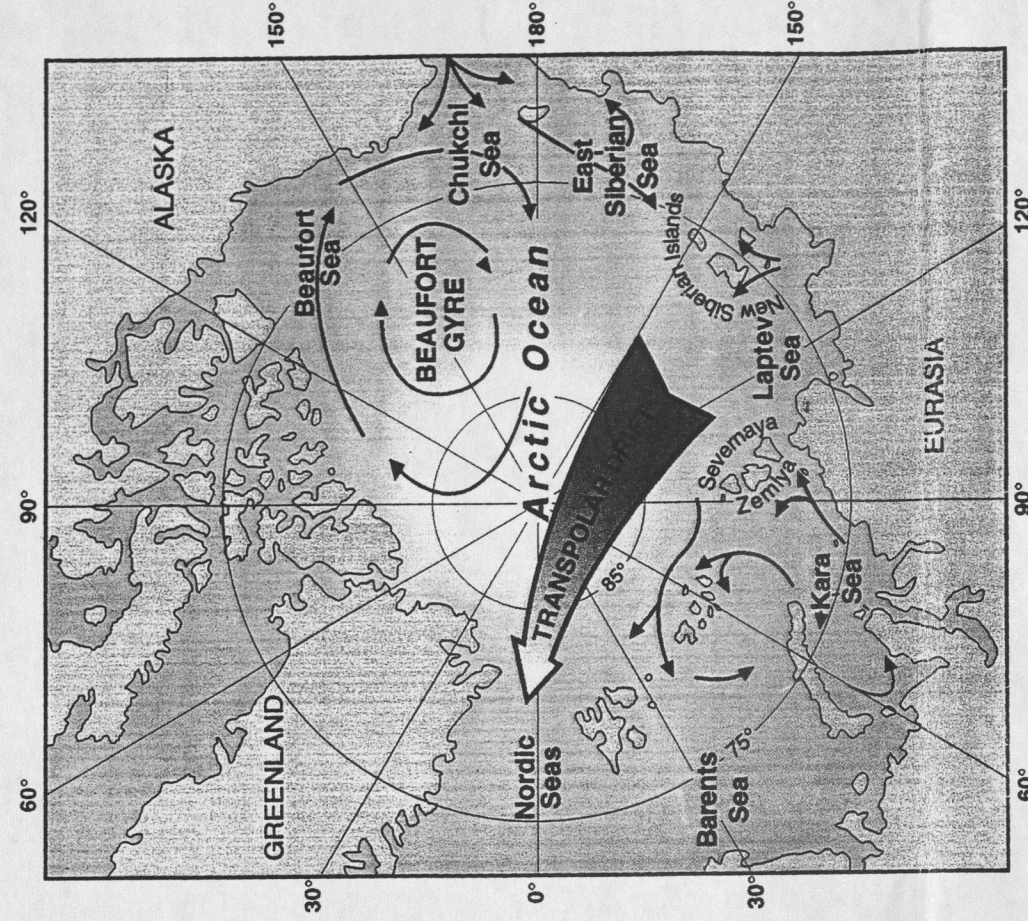 150°
180°
150°
120°
ALASKA
Chukchi
Sea
East
Siberian
Sea
120°
Beaufort
Sea
BEAUFORT
GYRE
Arctic Ocean
New Siberian Islands
Laptev
Sea
EURASIA
90°
TRANSPOLAR DRIFT
85°
Severnaya
Zemlya
Kara
Sea
90°
60°
GREENLAND
Nordic
Seas
Barents
Sea
75°
60°
30°
0°
30°